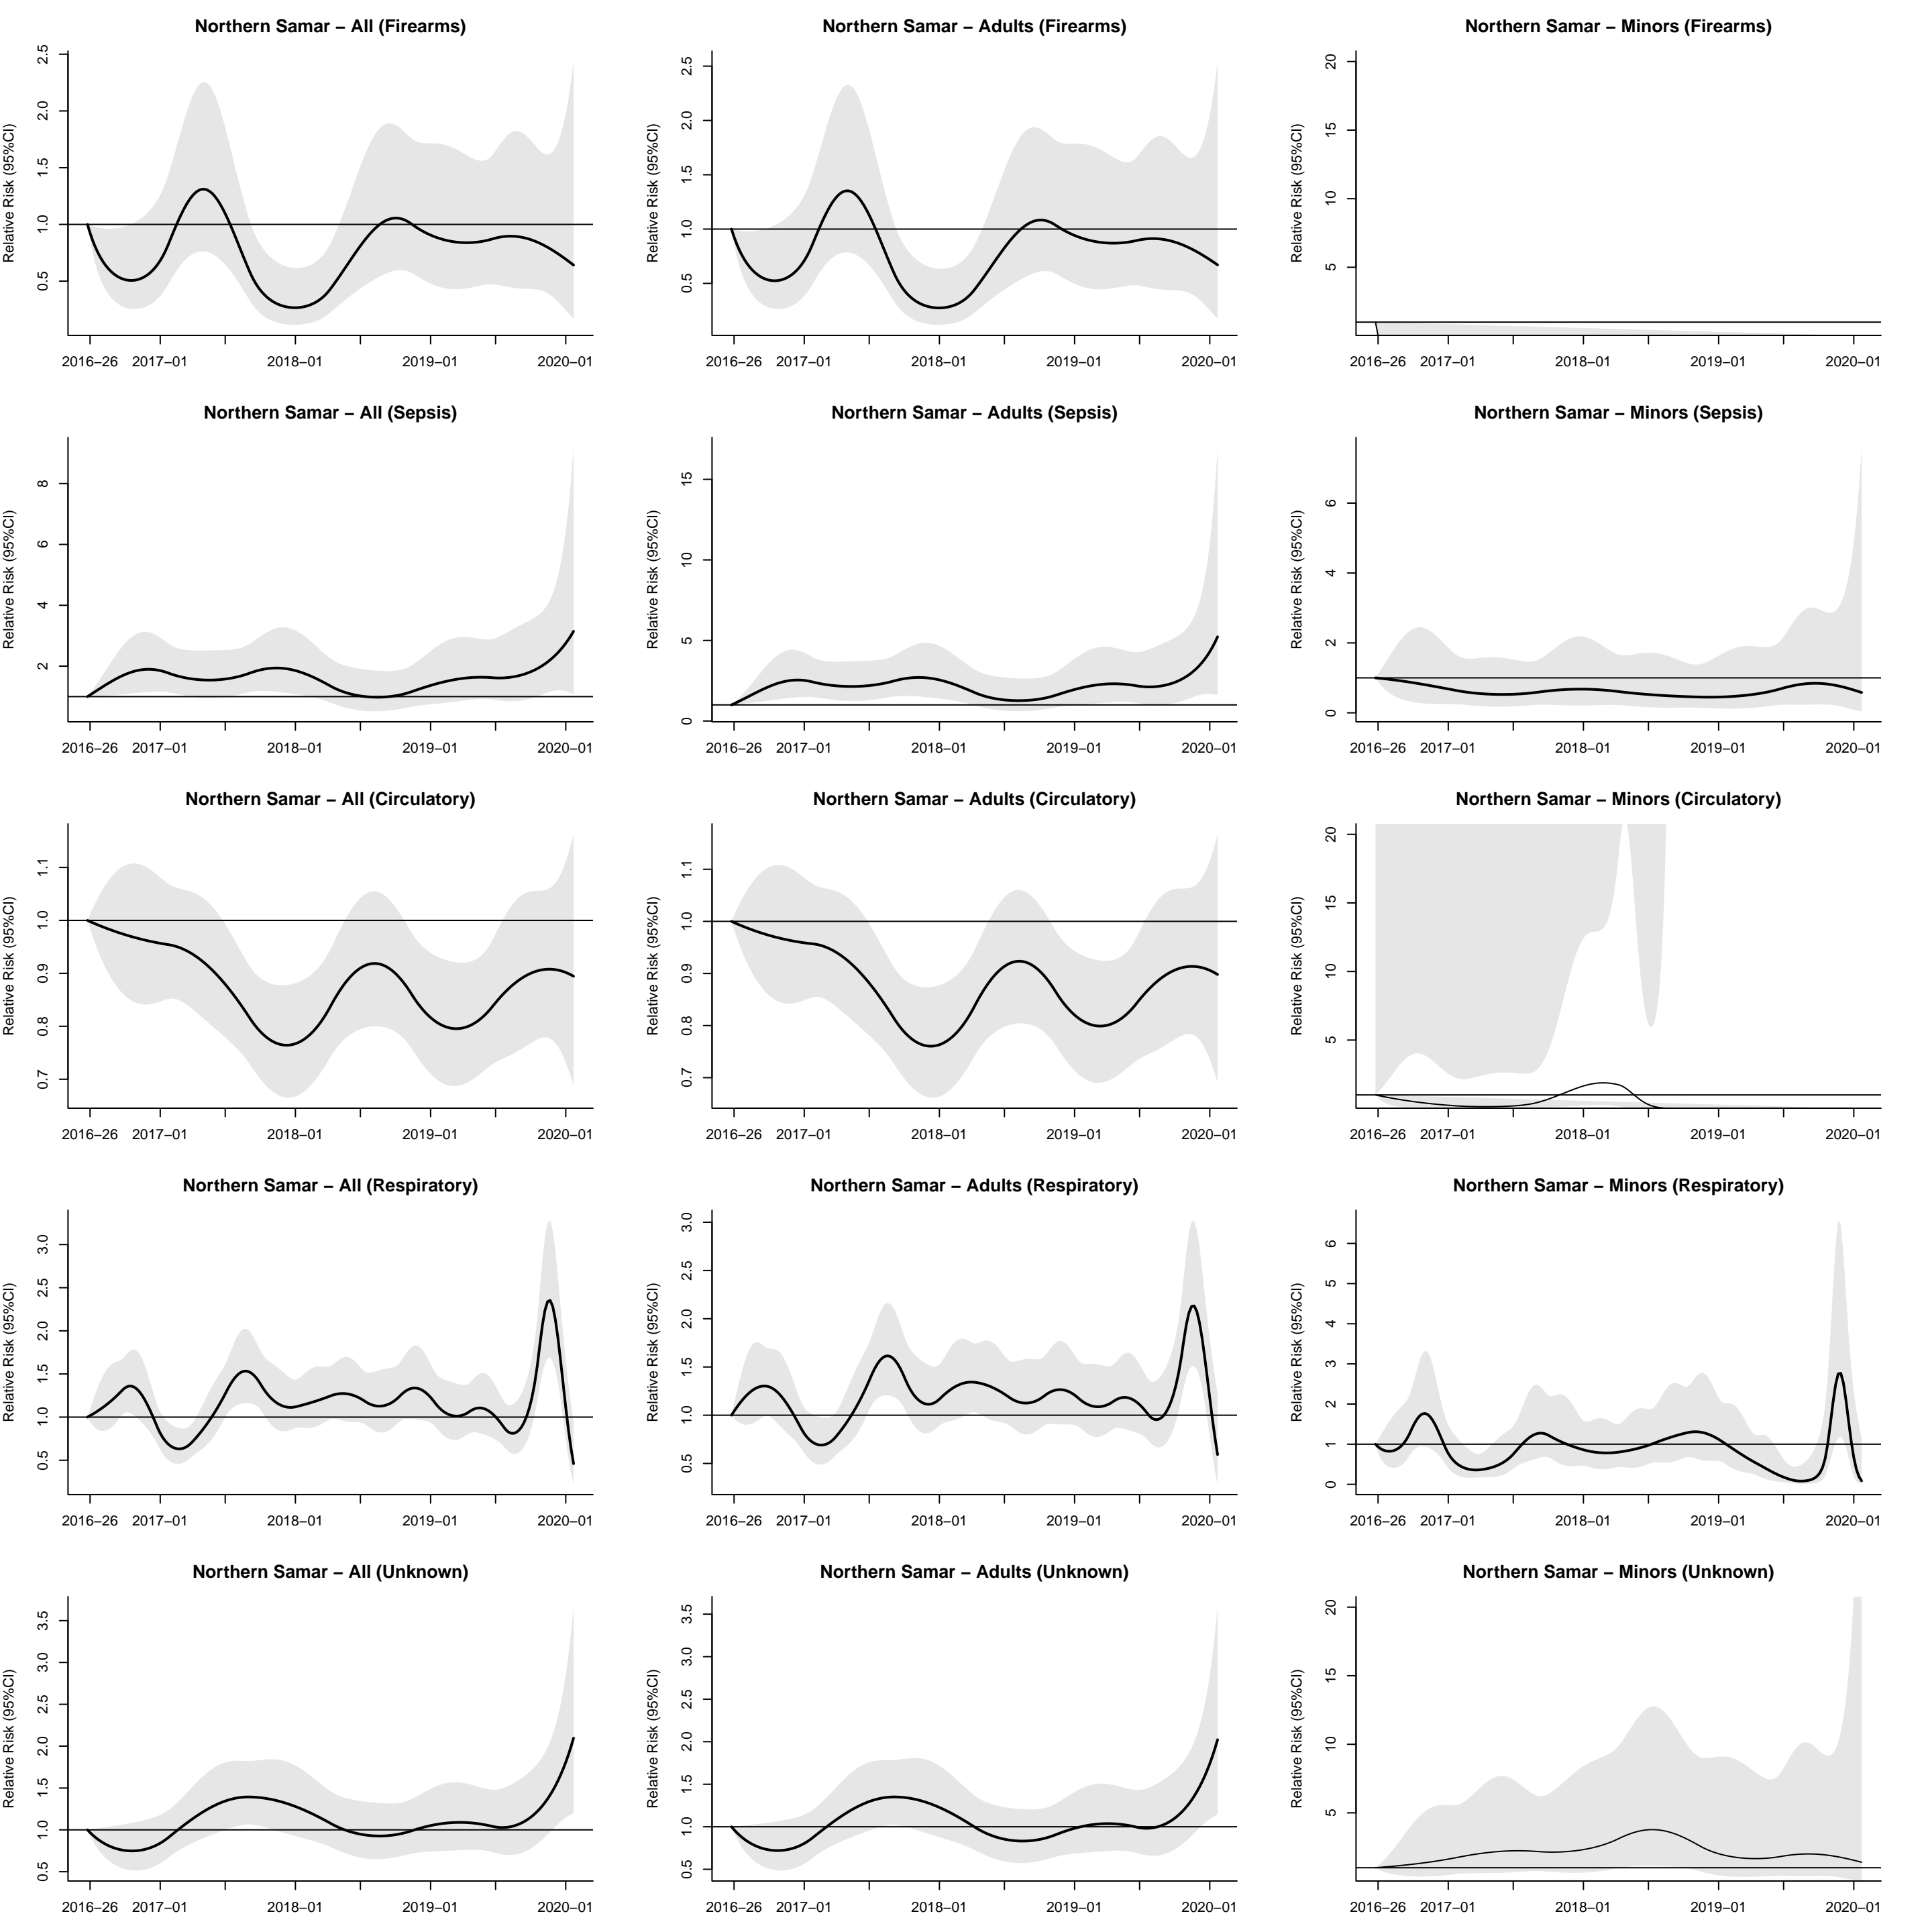 Northern Samar – All (Firearms)
Relative Risk (95%CI)
2.5
2.0
1.5
1.0
0.5
2016–26 2017–01 2018–01 2019–01 2020–01
Northern Samar – Adults (Firearms)
Relative Risk (95%CI)
2.5
2.0
1.5
1.0
0.5
2016–26 2017–01 2018–01 2019–01 2020–01
Northern Samar – Minors (Firearms)
Relative Risk (95%CI)
20
15
10
5
2016–26 2017–01 2018–01 2019–01 2020–01
Northern Samar – All (Sepsis)
Relative Risk (95%CI)
8
6
4
2
2016–26 2017–01 2018–01 2019–01 2020–01
Northern Samar – Adults (Sepsis)
Relative Risk (95%CI)
15
10
5
0
2016–26 2017–01 2018–01 2019–01 2020–01
Northern Samar – Minors (Sepsis)
Relative Risk (95%CI)
6
4
2
0
2016–26 2017–01 2018–01 2019–01 2020–01
Northern Samar – All (Circulatory)
Relative Risk (95%CI)
1.1
1.0
0.9
0.8
0.7
2016–26 2017–01 2018–01 2019–01 2020–01
Northern Samar – Adults (Circulatory)
Relative Risk (95%CI)
1.1
1.0
0.9
0.8
0.7
2016–26 2017–01 2018–01 2019–01 2020–01
Northern Samar – Minors (Circulatory)
Relative Risk (95%CI)
20
15
10
5
2016–26 2017–01 2018–01 2019–01 2020–01
Northern Samar – All (Respiratory)
Relative Risk (95%CI)
3.0
2.5
2.0
1.5
1.0
0.5
2016–26 2017–01 2018–01 2019–01 2020–01
Northern Samar – Adults (Respiratory)
Relative Risk (95%CI)
3.0
2.5
2.0
1.5
1.0
0.5
2016–26 2017–01 2018–01 2019–01 2020–01
Northern Samar – Minors (Respiratory)
Relative Risk (95%CI)
6
5
4
3
2
1
0
2016–26 2017–01 2018–01 2019–01 2020–01
Northern Samar – All (Unknown)
Relative Risk (95%CI)
3.5
3.0
2.5
2.0
1.5
1.0
0.5
2016–26 2017–01 2018–01 2019–01 2020–01
Northern Samar – Adults (Unknown)
Relative Risk (95%CI)
3.5
3.0
2.5
2.0
1.5
1.0
0.5
2016–26 2017–01 2018–01 2019–01 2020–01
Northern Samar – Minors (Unknown)
Relative Risk (95%CI)
20
15
10
5
2016–26 2017–01 2018–01 2019–01 2020–01